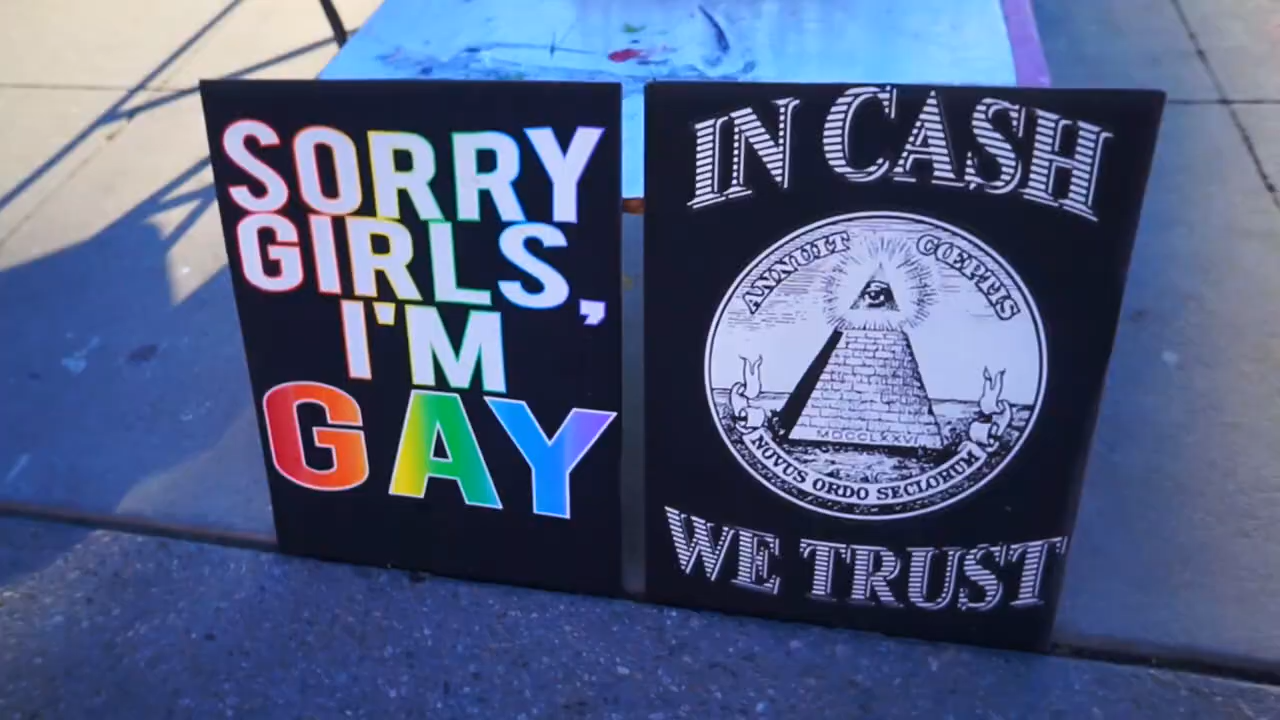 SORRY
GIRLS,
I'M
GAY
IN CASH
ANNUIT COEPTIS
MDCCLXXVI
NOVUS ORDO SECLORUM
WE TRUST